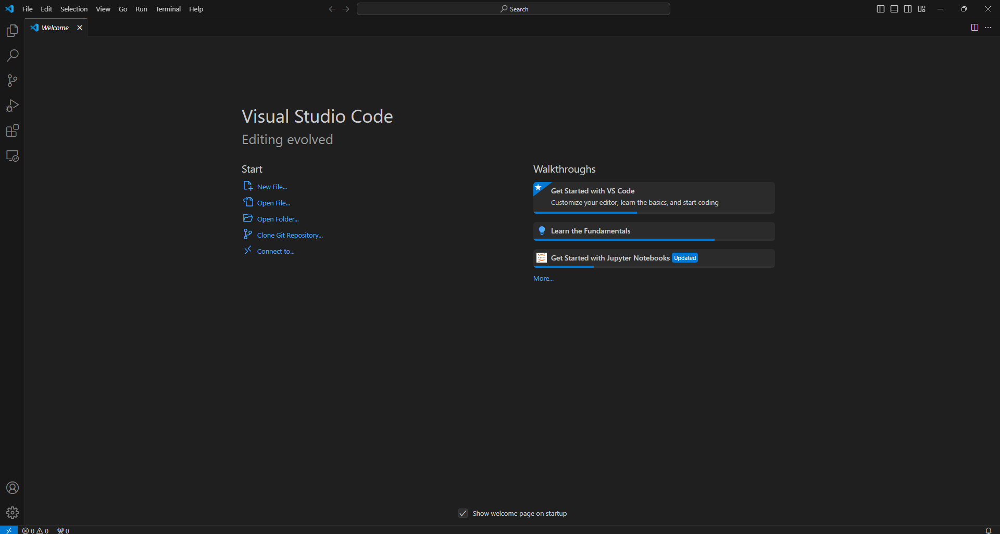 File Edit Selection View Go Run Terminal Help
Search
Welcome
Visual Studio Code
Editing evolved
Start
New File...
Open File...
Open Folder...
Clone Git Repository...
Connect to...
Walkthroughs
Get Started with VS Code
Customize your editor, learn the basics, and start coding
Learn the Fundamentals
Get Started with Jupyter Notebooks Updated
More...
Show welcome page on startup
0 0 0